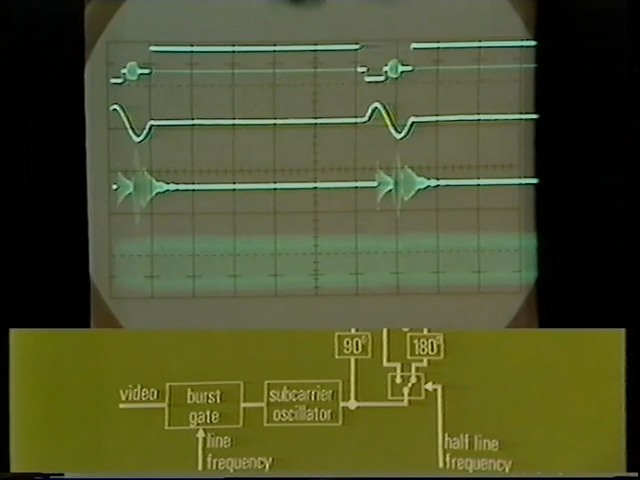 90°
180°
video
burst
gate
subcarrier
oscillator
line
frequency
half line
frequency